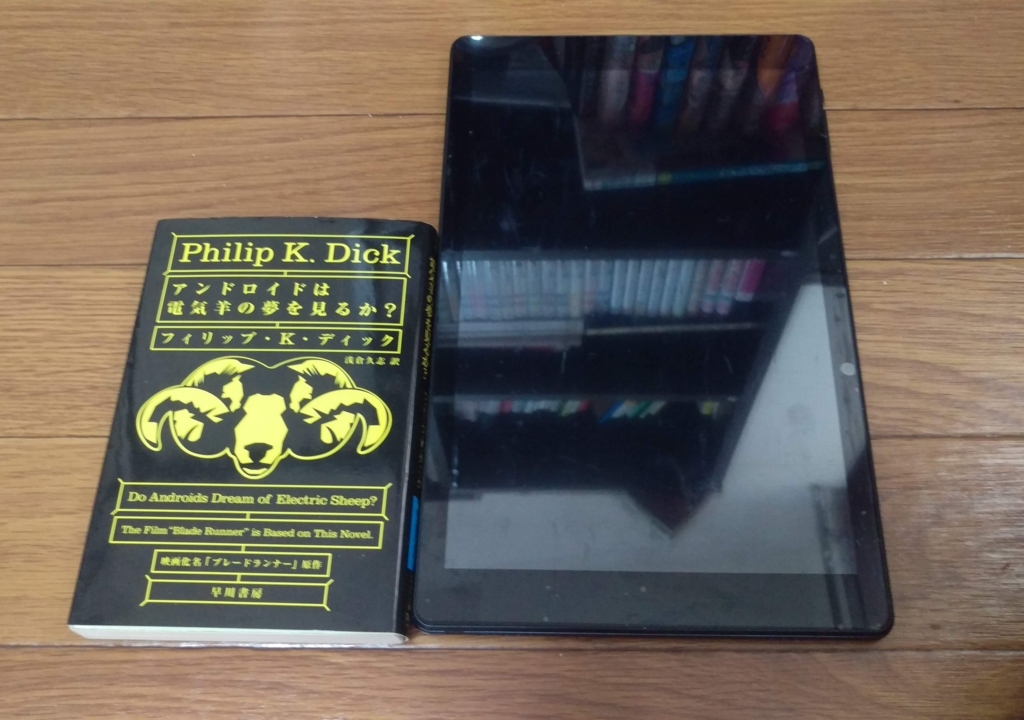 Philip K. Dick
アンドロイドは
電気羊の夢を見るか?
フィリップ・K・ディック
浅倉久志 訳
Do Androids Dream of Electric Sheep?
The Film "Blade Runner" is Based on This Novel.
映画化名『ブレードランナー』原作
早川書房